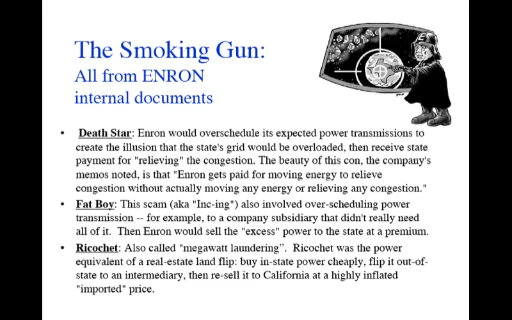 The Smoking Gun:
All from ENRON
internal documents
• Death Star: Enron would overschedule its expected power transmissions to
create the illusion that the state's grid would be overloaded, then receive state
payment for "relieving" the congestion. The beauty of this con, the company's
memos noted, is that "Enron gets paid for moving energy to relieve
congestion without actually moving any energy or relieving any congestion."
• Fat Boy: This scam (aka "Inc-ing") also involved over-scheduling power
transmission -- for example, to a company subsidiary that didn't really need
all of it. Then Enron would sell the "excess" power to the state at a premium.
• Ricochet: Also called "megawatt laundering". Ricochet was the power
equivalent of a real-estate land flip: buy in-state power cheaply, flip it out-of-
state to an intermediary, then re-sell it to California at a highly inflated
"imported" price.